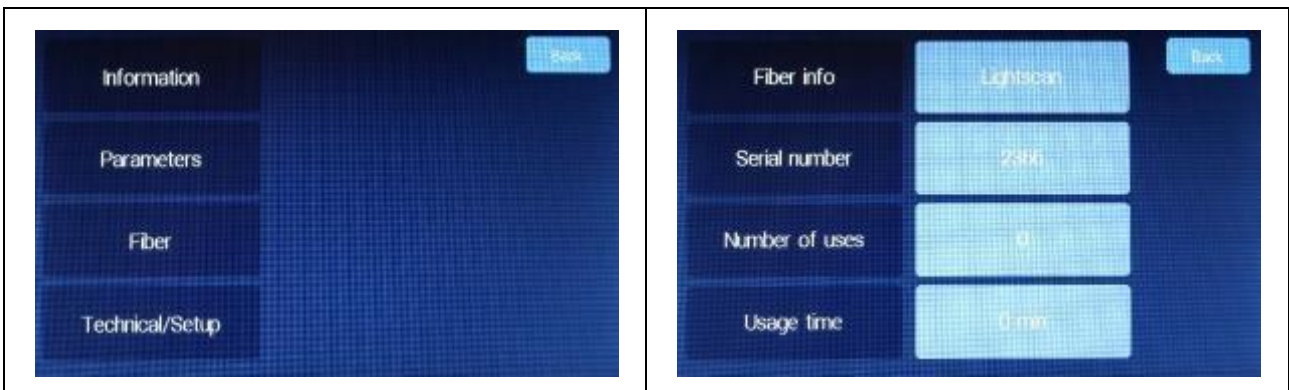 Back
Information
Parameters
Fiber
Technical/Setup
Back
Fiber info Lightscan
Serial number 2366
Number of uses 0
Usage time 0 min